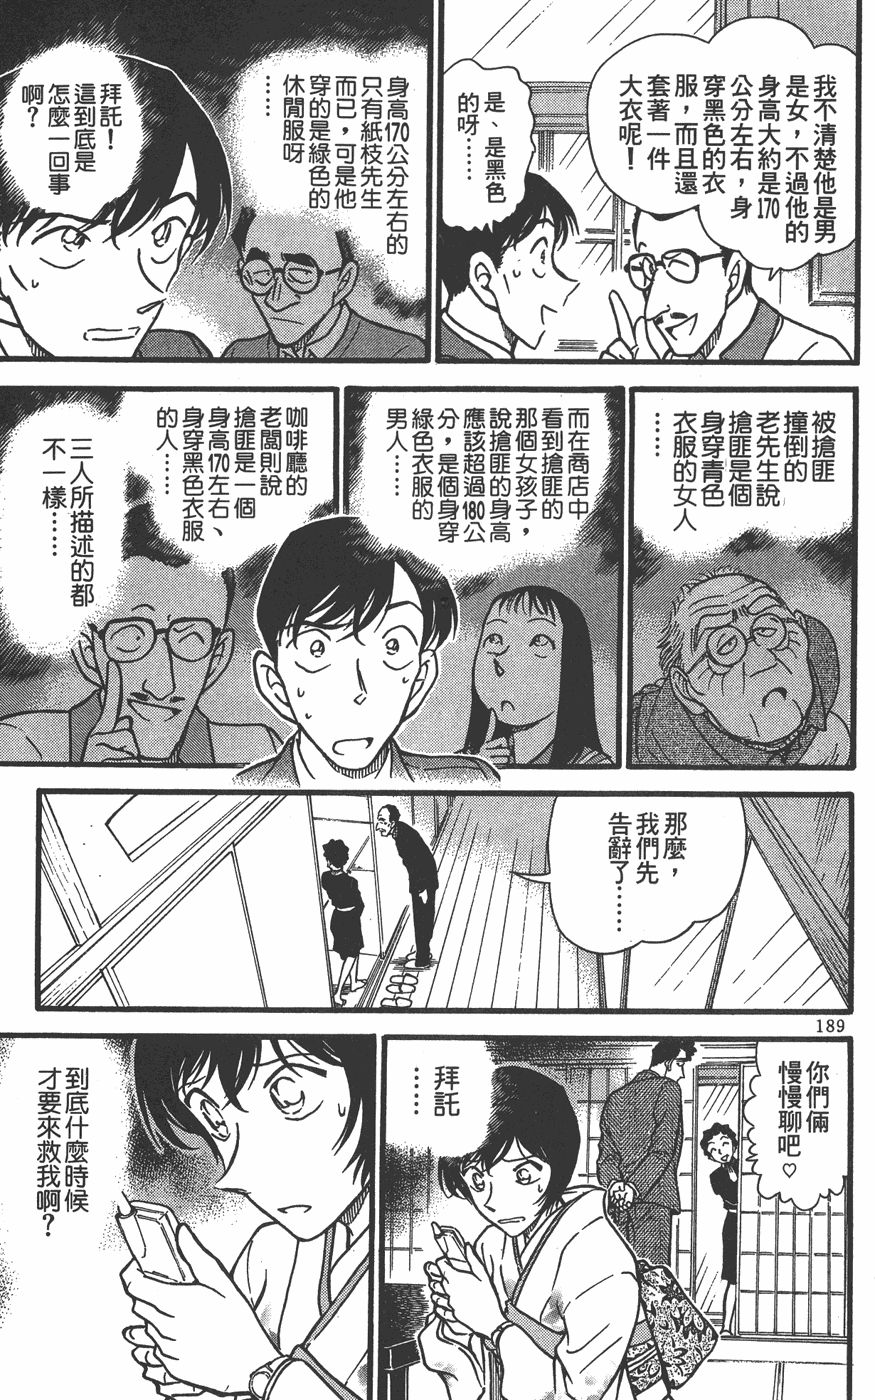 我不清楚他是男
是女，不過他的
身高大約是170
公分左右，身
穿黑色的衣
服，而且還
套著一件
大衣呢！
是、是黑色
的呀……
身高170公分左右的
只有紙枝先生
而已，可是他
穿的是綠色的
休閒服呀
……
拜託！
這到底是
怎麼一回事
啊？
被搶匪
撞倒的
老先生說
搶匪是個
身穿青色
衣服的女人
……
而在商店中
看到搶匪的
那個女孩子，
說搶匪的身高
應該超過180公
分，是個身穿
綠色衣服的
男人……
咖啡廳的
老闆則說
搶匪是一個
身高170左右、
身穿黑色衣服
的人……
三人所描述的都
不一樣……
那麼，
我們先
告辭了……
189
你們倆
慢慢聊吧♡
拜託
……
到底什麼時候
才要來救我啊？